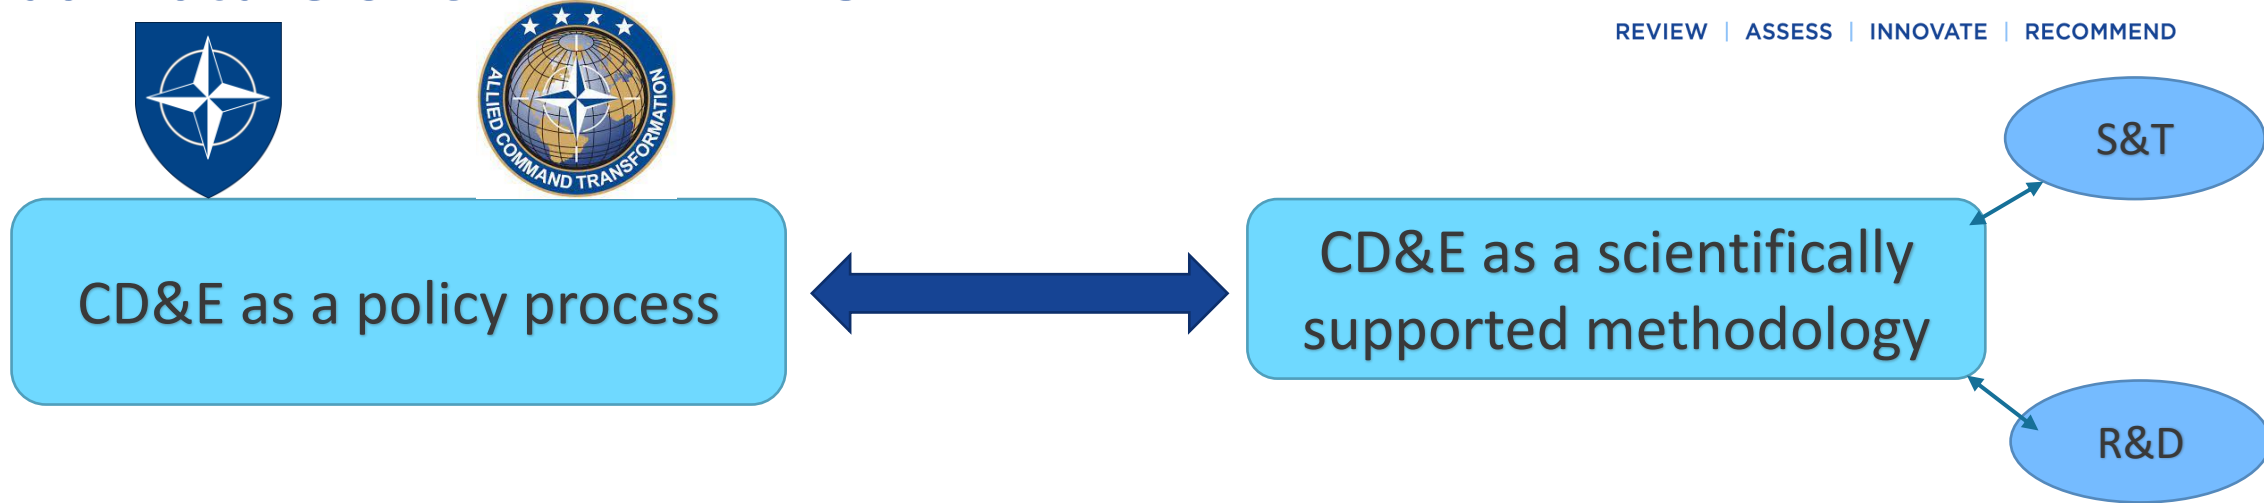 REVIEW | ASSESS | INNOVATE | RECOMMEND
ALLIED COMMAND TRANSFORMATION
S&T
CD&E as a policy process
CD&E as a scientifically
supported methodology
R&D